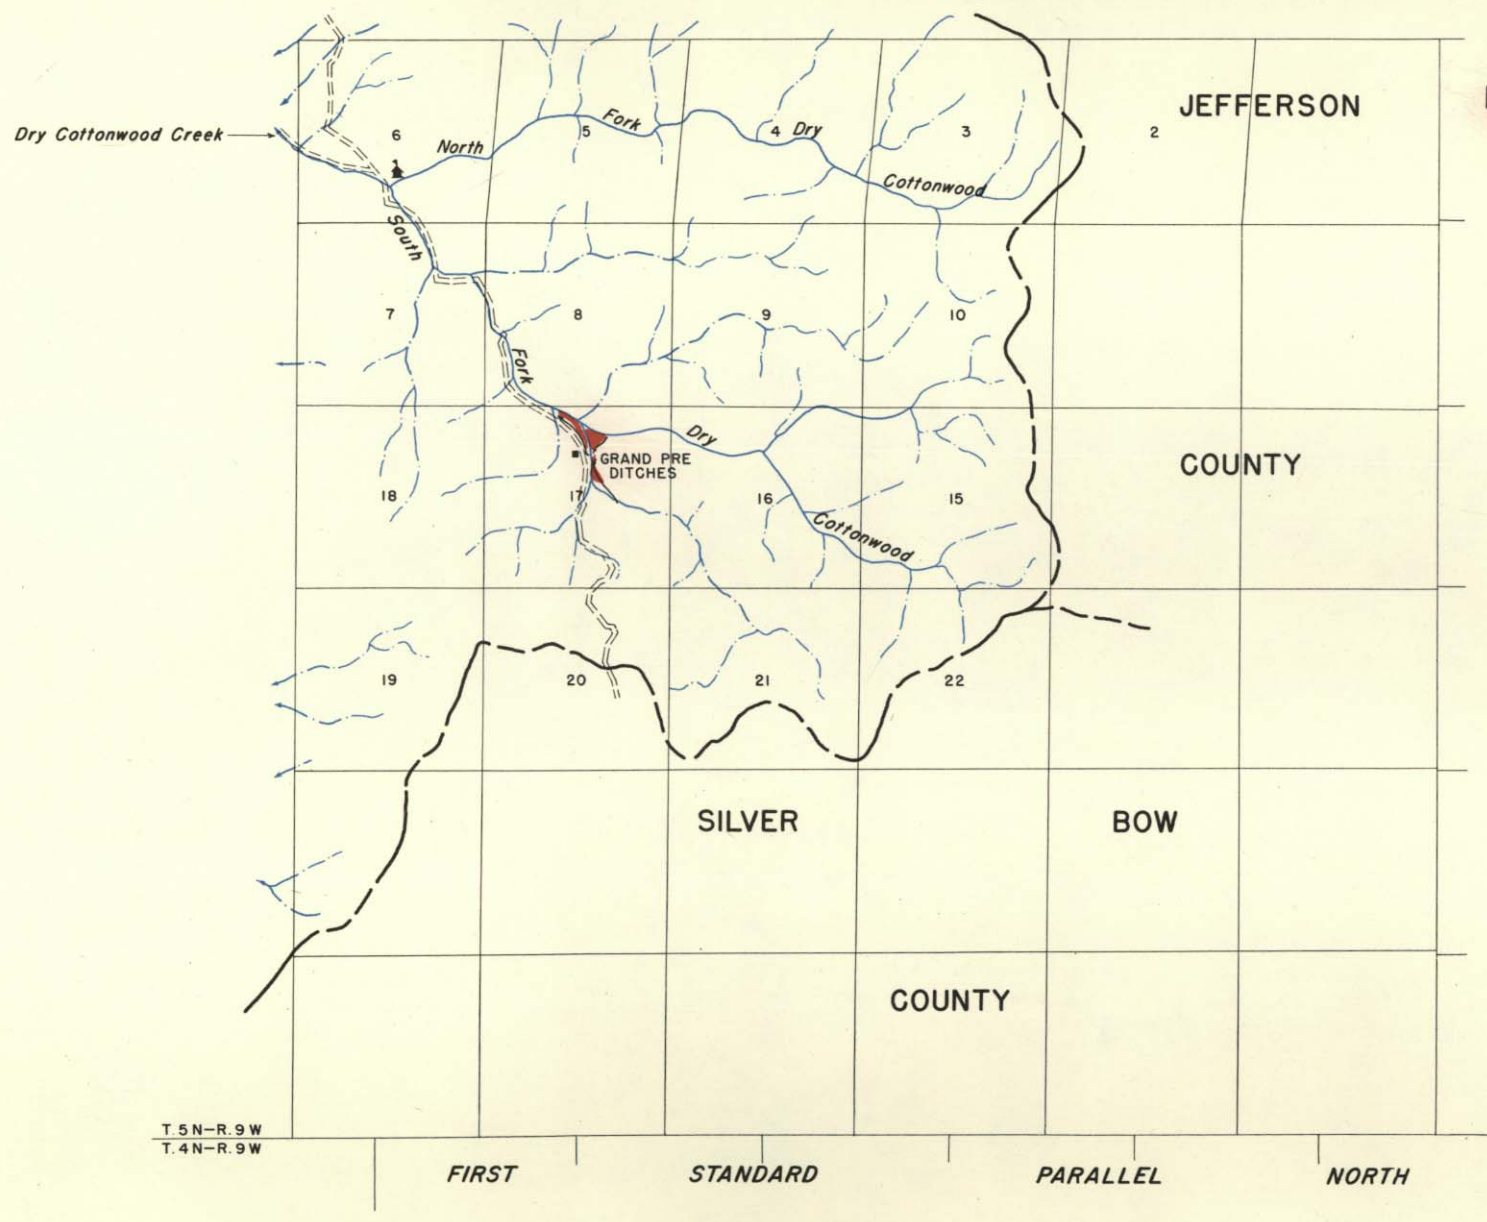 JEFFERSON
Dry Cottonwood Creek
6
5
4
3
2
1
North
Fork
Dry
Cottonwood
South
7
8
9
10
Fork
Dry
GRAND PRE
DITCHES
COUNTY
18
17
16
15
Cottonwood
19
20
21
22
SILVER
BOW
COUNTY
T.5N-R.9W
T.4N-R.9W
FIRST
STANDARD
PARALLEL
NORTH